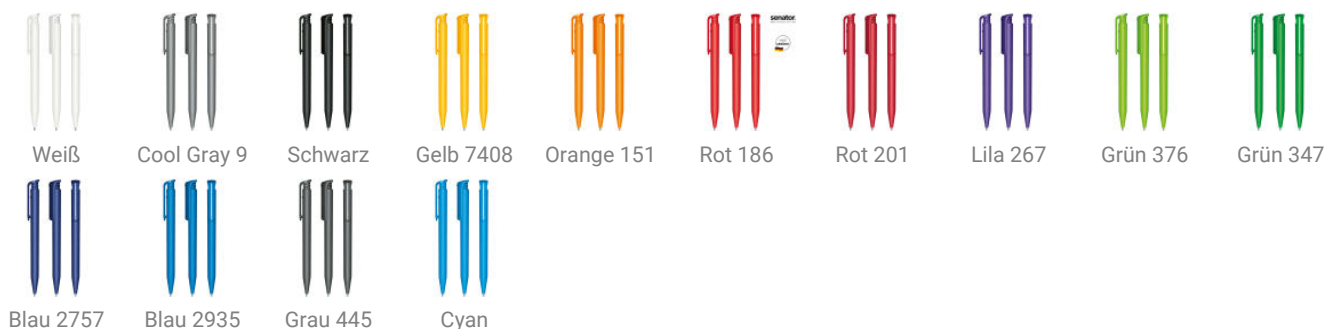 senator
Weiß
Cool Gray 9
Schwarz
Gelb 7408
Orange 151
Rot 186
Rot 201
Lila 267
Grün 376
Grün 347
Blau 2757
Blau 2935
Grau 445
Cyan